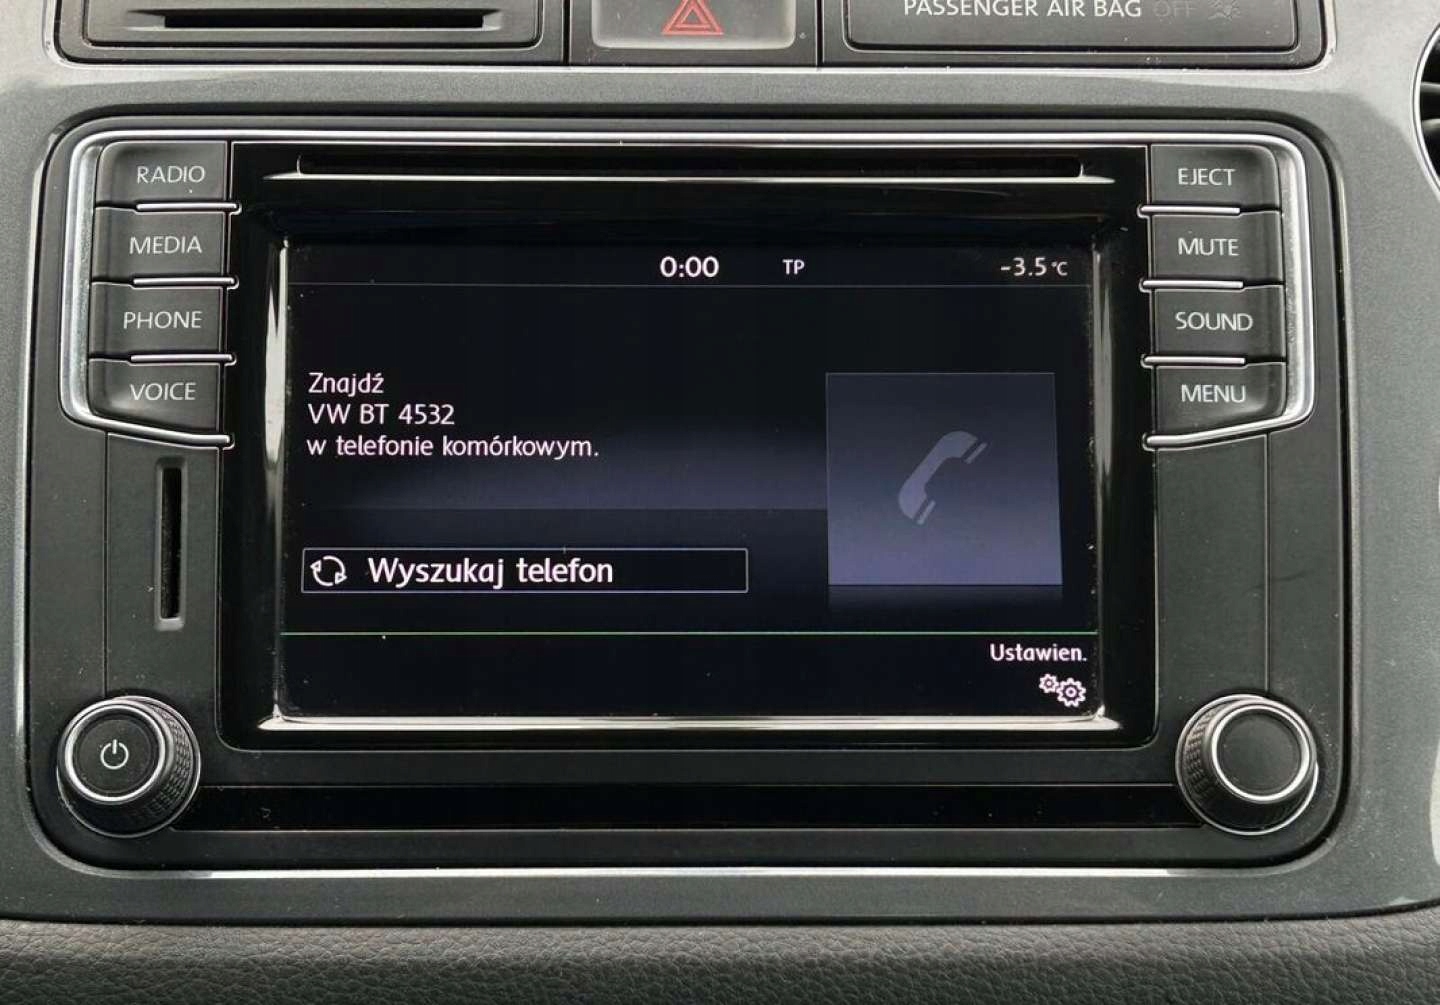 PASSENGER AIR BAG OFF
RADIO
MEDIA
PHONE
VOICE
EJECT
MUTE
SOUND
MENU
0:00 TP -3.5 °C
Znajdź
VW BT 4532
w telefonie komórkowym.
Wyszukaj telefon
Ustawien.